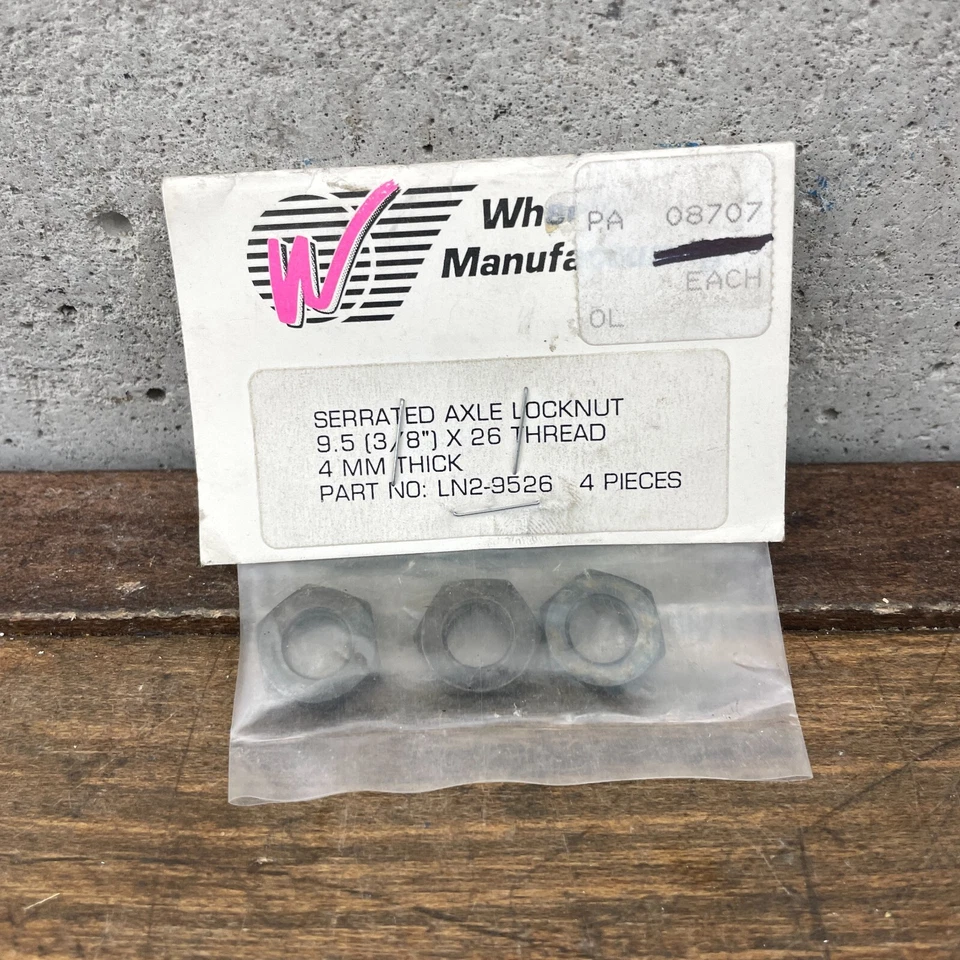 W
Whe
Manufa
PA 08707
EACH
OL
SERRATED AXLE LOCKNUT
9.5 (3/8") X 26 THREAD
4 MM THICK
PART NO: LN2-9526 4 PIECES